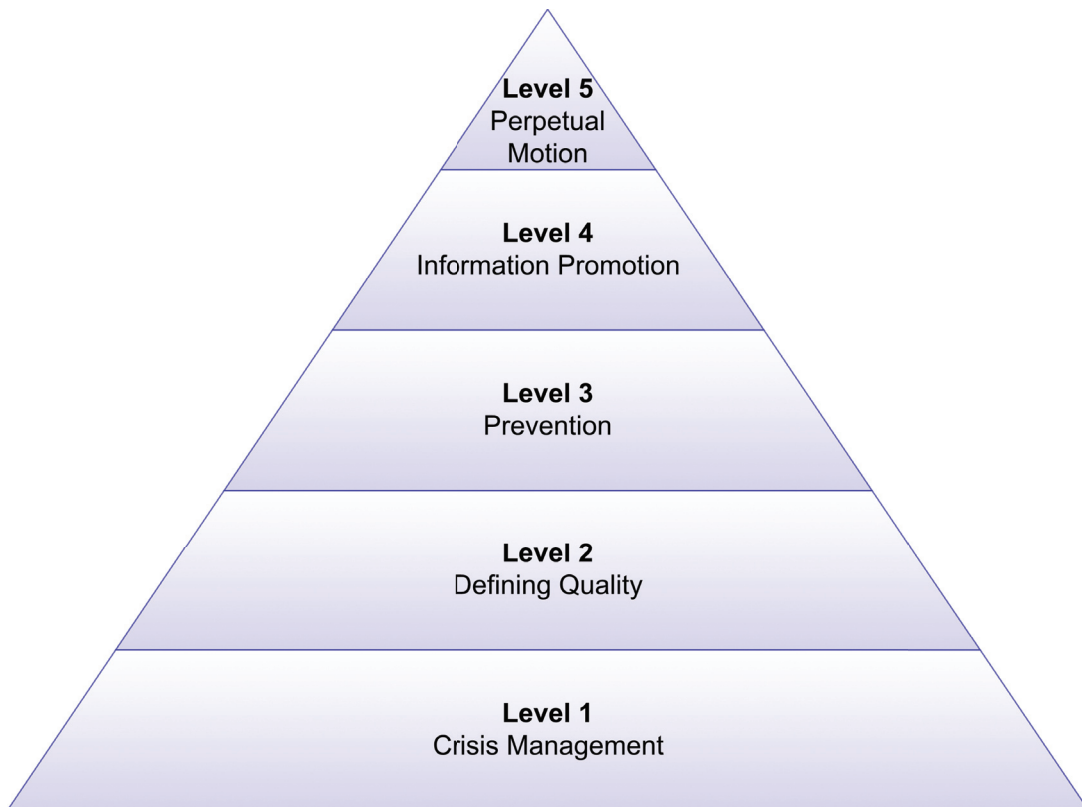 Level 5
Perpetual
Motion
Level 4
Information Promotion
Level 3
Prevention
Level 2
Defining Quality
Level 1
Crisis Management